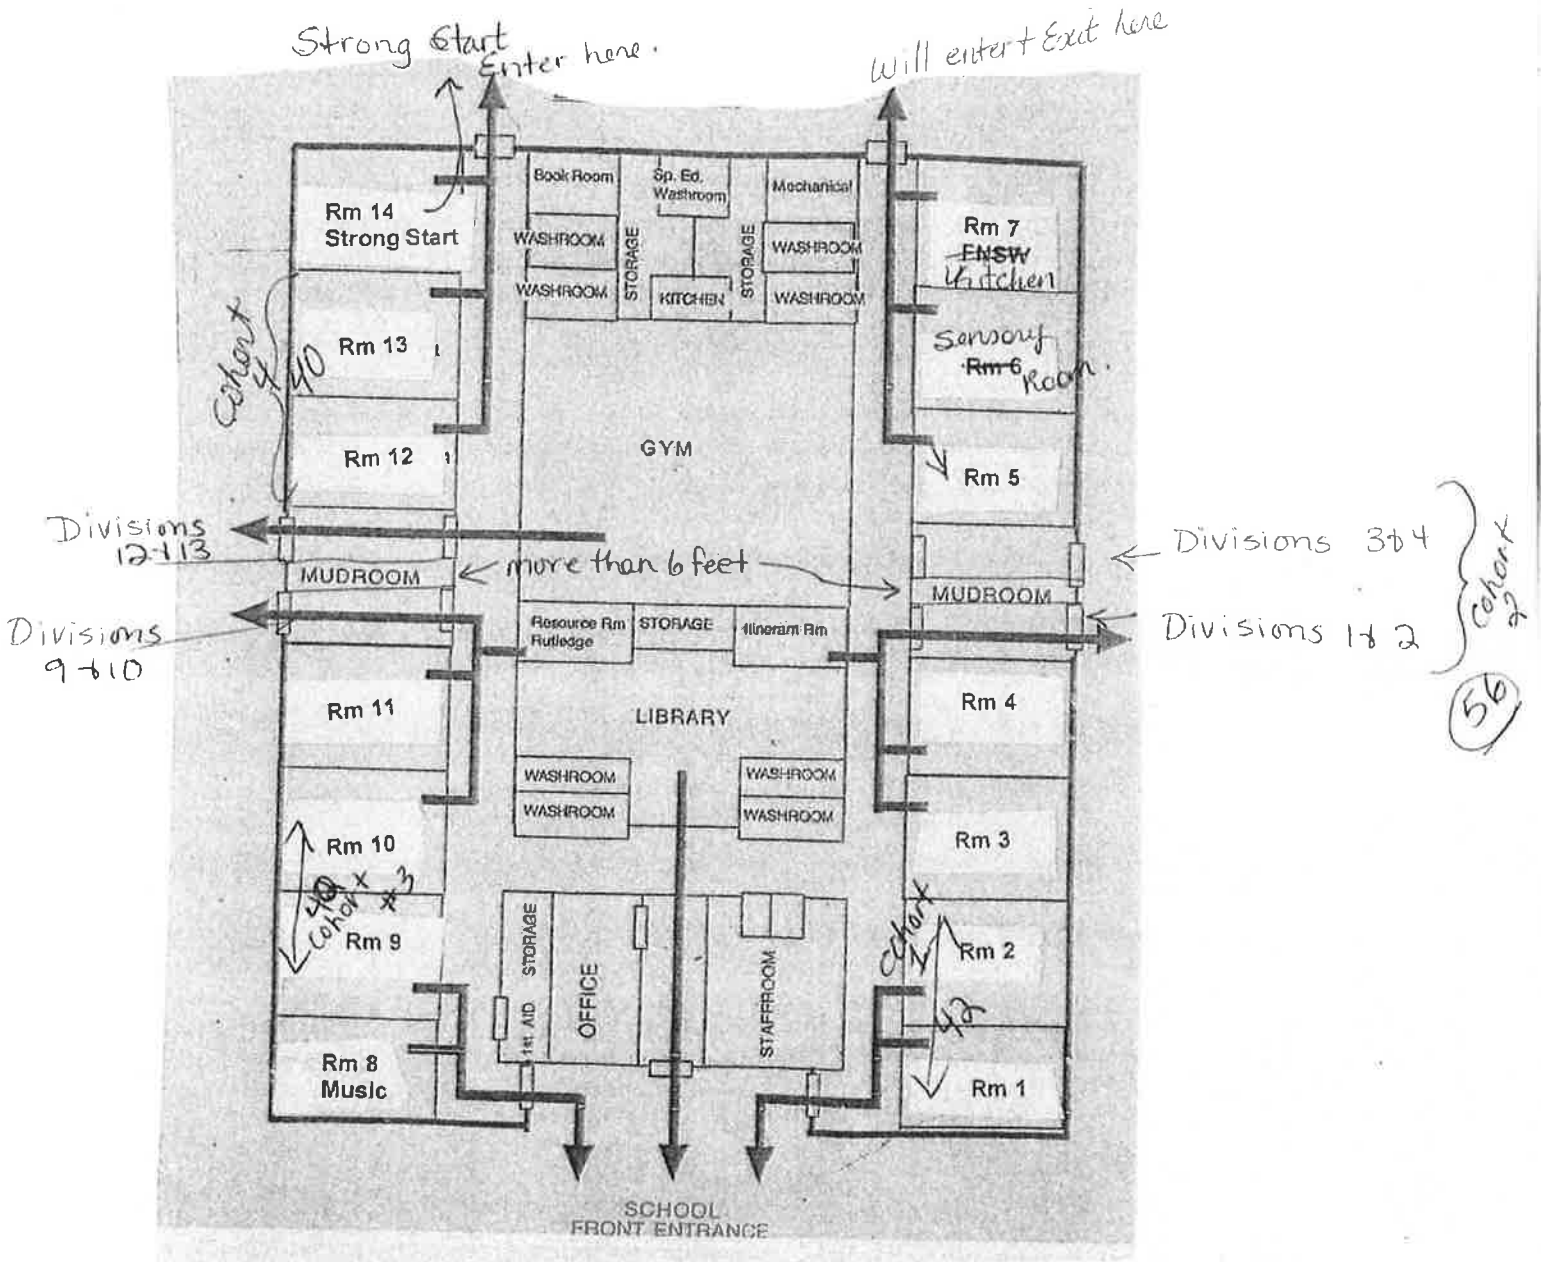 Strong Start
Enter here.
Will enter + Exit here
Book Room
Sp. Ed.
Washroom
Mechanical
Rm 14
Strong Start
WASHROOM
STORAGE
STORAGE
WASHROOM
Rm 7
FNSW
Kitchen
WASHROOM
KITCHEN
WASHROOM
Cohort
4
40
Rm 13
Sensory
Rm 6 Room.
Rm 12
GYM
Rm 5
Divisions
12+13
more than 6 feet
Divisions 3&4
MUDROOM
MUDROOM
Cohort
2
Divisions
9&10
Resource Rm
Rutledge
STORAGE
Itinerant Rm
Divisions 1&2
56
Rm 11
LIBRARY
Rm 4
WASHROOM
WASHROOM
WASHROOM
WASHROOM
Rm 10
Rm 3
40
Cohort
#3
Rm 9
STORAGE
1st AID
OFFICE
STAFFROOM
Cohort
1
Rm 2
42
Rm 8
Music
Rm 1
SCHOOL
FRONT ENTRANCE